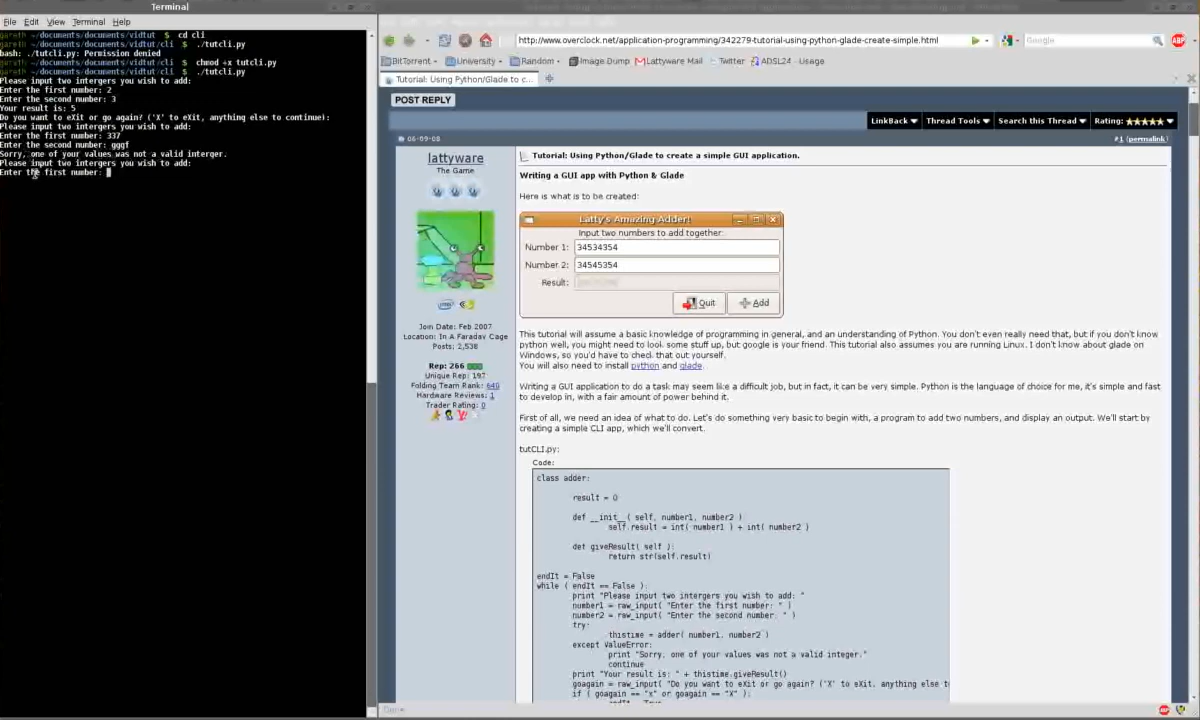 Terminal
File Edit View Terminal Help
gareth ~/documents/documents/vidtut $ cd cli
gareth ~/documents/documents/vidtut/cli $ ./tutcli.py
bash: ./tutcli.py: Permission denied
gareth ~/documents/documents/vidtut/cli $ chmod +x tutcli.py
gareth ~/documents/documents/vidtut/cli $ ./tutcli.py
Please input two intergers you wish to add:
Enter the first number: 2
Enter the second number: 3
Your result is: 5
Do you want to eXit or go again? ('X' to eXit, anything else to continue):
Please input two intergers you wish to add:
Enter the first number: 337
Enter the second number: gggf
Sorry, one of your values was not a valid interger.
Please input two intergers you wish to add:
Enter the first number:
http://www.overclock.net/application-programming/342279-tutorial-using-python-glade-create-simple.html
Google
ABP
BitTorrent University Random Image Dump Lattyware Mail Twitter ADSL24 - Usage
Tutorial: Using Python/Glade to c...
POST REPLY
LinkBack Thread Tools Search this Thread Rating:
06-09-08
#1 (permalink)
lattyware
The Game
Join Date: Feb 2007
Location: In A Faraday Cage
Posts: 2,538
Rep: 266
Unique Rep: 197
Folding Team Rank: 640
Hardware Reviews: 1
Trader Rating: 0
Tutorial: Using Python/Glade to create a simple GUI application.
Writing a GUI app with Python & Glade
Here is what is to be created:
Latty's Amazing Adder!
Input two numbers to add together:
Number 1: 34534354
Number 2: 34545354
Result:
Quit Add
This tutorial will assume a basic knowledge of programming in general, and an understanding of Python. You don't even really need that, but if you don't know
python well, you might need to look some stuff up, but google is your friend. This tutorial also assumes you are running Linux. I don't know about glade on
Windows, so you'd have to check that out yourself.
You will also need to install python and glade.
Writing a GUI application to do a task may seem like a difficult job, but in fact, it can be very simple. Python is the language of choice for me, it's simple and fast
to develop in, with a fair amount of power behind it.
First of all, we need an idea of what to do. Let's do something very basic to begin with, a program to add two numbers, and display an output. We'll start by
creating a simple CLI app, which we'll convert.
tutCLI.py:
Code:
class adder:
result = 0
def __init__( self, number1, number2 ):
self.result = int( number1 ) + int( number2 )
def giveResult( self ):
return str(self.result)
endIt = False
while ( endIt == False ):
print "Please input two intergers you wish to add: "
number1 = raw_input( "Enter the first number: " )
number2 = raw_input( "Enter the second number: " )
try:
thistime = adder( number1, number2 )
except ValueError:
print "Sorry, one of your values was not a valid integer."
continue
print "Your result is: " + thistime.giveResult()
goagain = raw_input( "Do you want to eXit or go again? ('X' to eXit, anything else t
if ( goagain == "x" or goagain == "X" ):
endIt = True
ABP